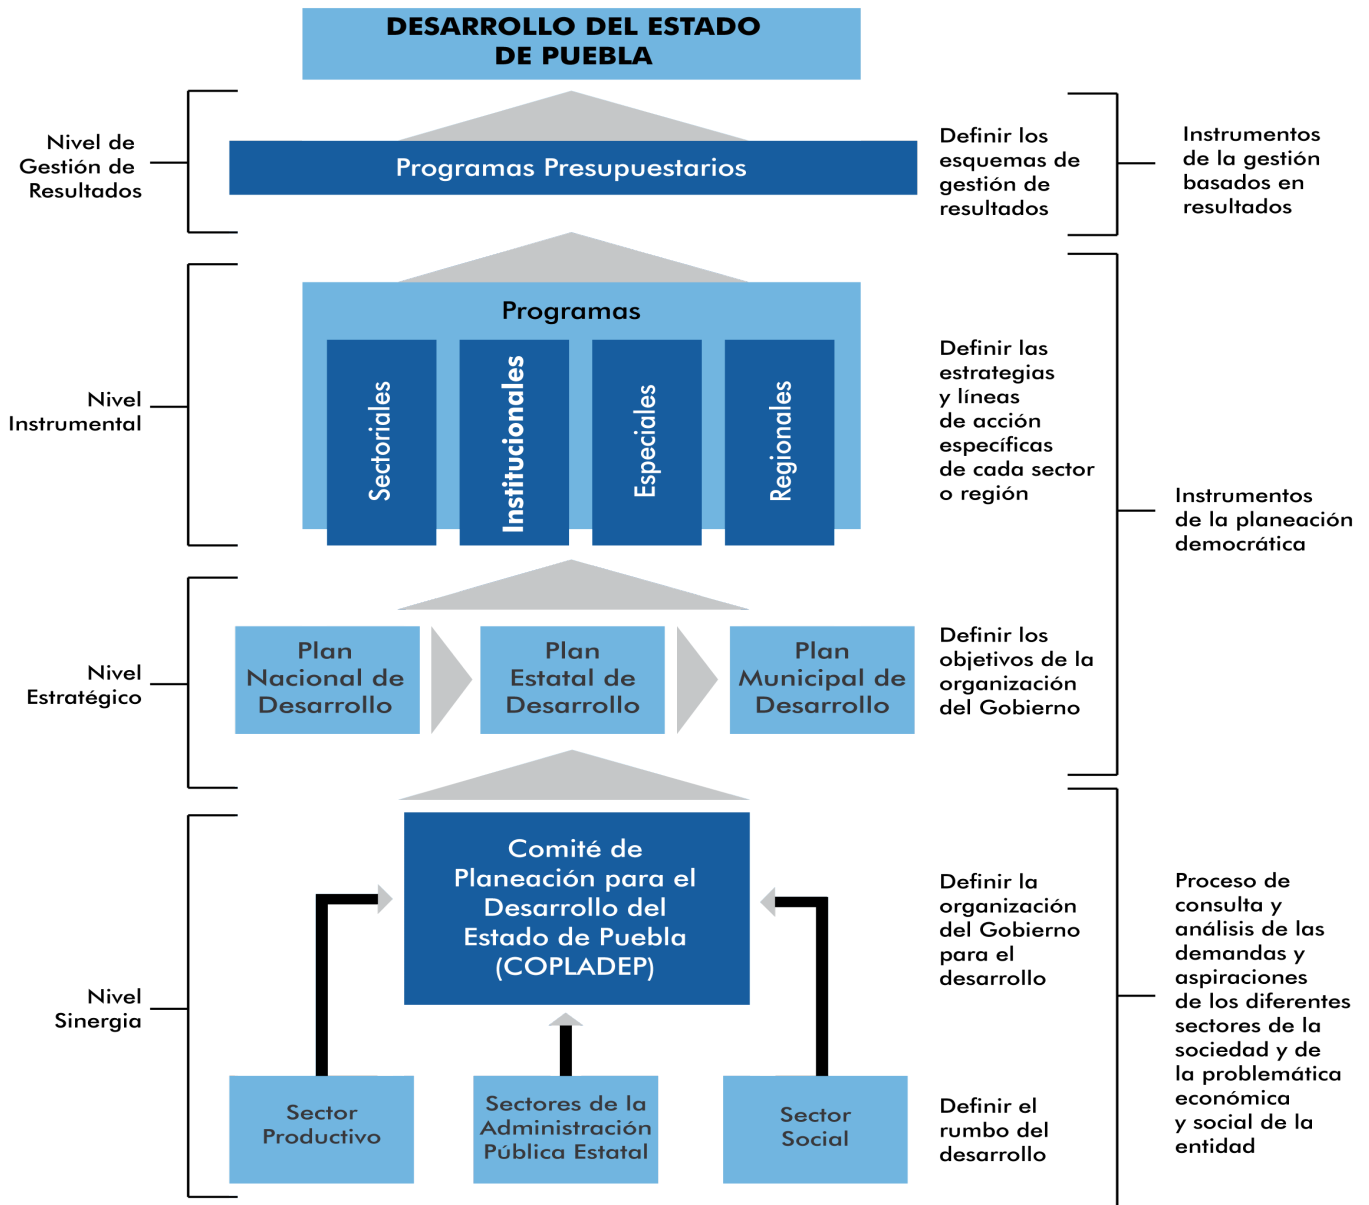 DESARROLLO DEL ESTADO
DE PUEBLA
Nivel de
Gestión de
Resultados
Programas Presupuestarios
Definir los
esquemas de
gestión de
resultados
Instrumentos
de la gestión
basados en
resultados
Nivel
Instrumental
Programas
Sectoriales
Institucionales
Especiales
Regionales
Definir las
estrategias
y líneas
de acción
específicas
de cada sector
o región
Instrumentos
de la planeación
democrática
Nivel
Estratégico
Plan
Nacional de
Desarrollo
Plan
Estatal de
Desarrollo
Plan
Municipal de
Desarrollo
Definir los
objetivos de la
organización
del Gobierno
Nivel
Sinergia
Comité de
Planeación para el
Desarrollo del
Estado de Puebla
(COPLADEP)
Definir la
organización
del Gobierno
para el
desarrollo
Proceso de
consulta y
análisis de las
demandas y
aspiraciones
de los diferentes
sectores de la
sociedad y de
la problemática
económica
y social de la
entidad
Sector
Productivo
Sectores de la
Administración
Pública Estatal
Sector
Social
Definir el
rumbo del
desarrollo